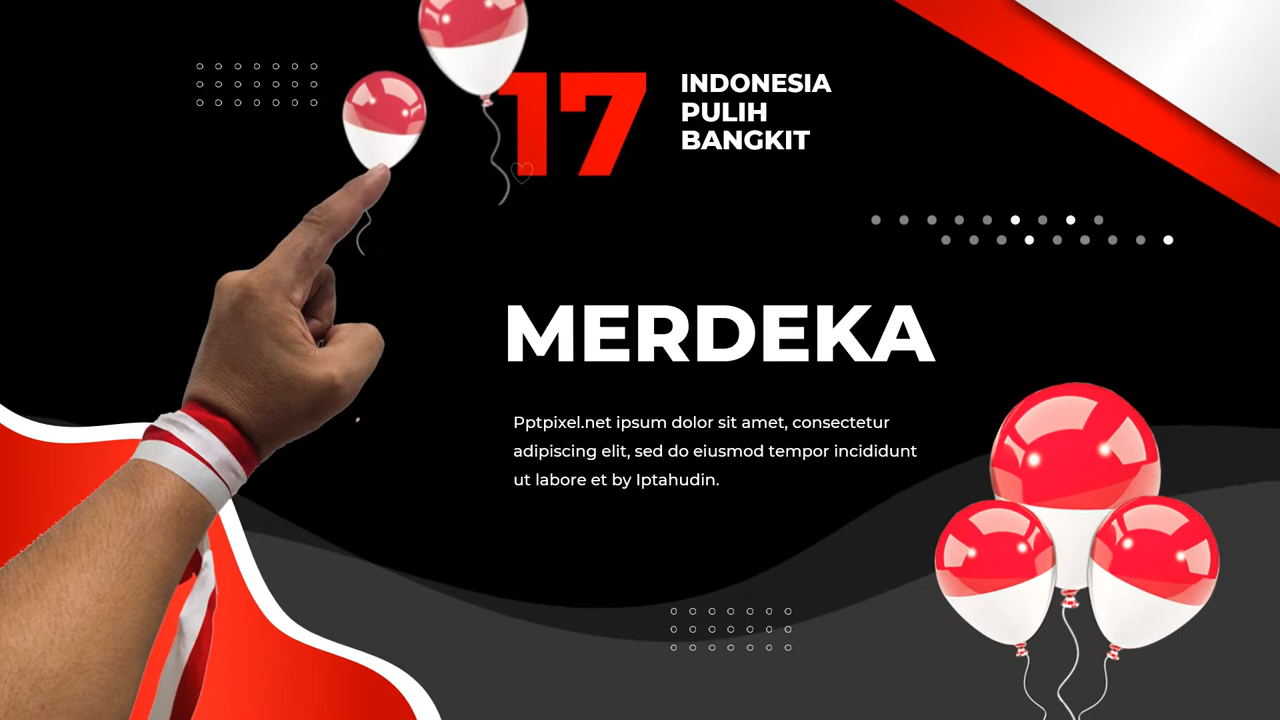 17
INDONESIA
PULIH
BANGKIT
MERDEKA
Pptpixel.net ipsum dolor sit amet, consectetur
adipiscing elit, sed do eiusmod tempor incididunt
ut labore et by Iptahudin.